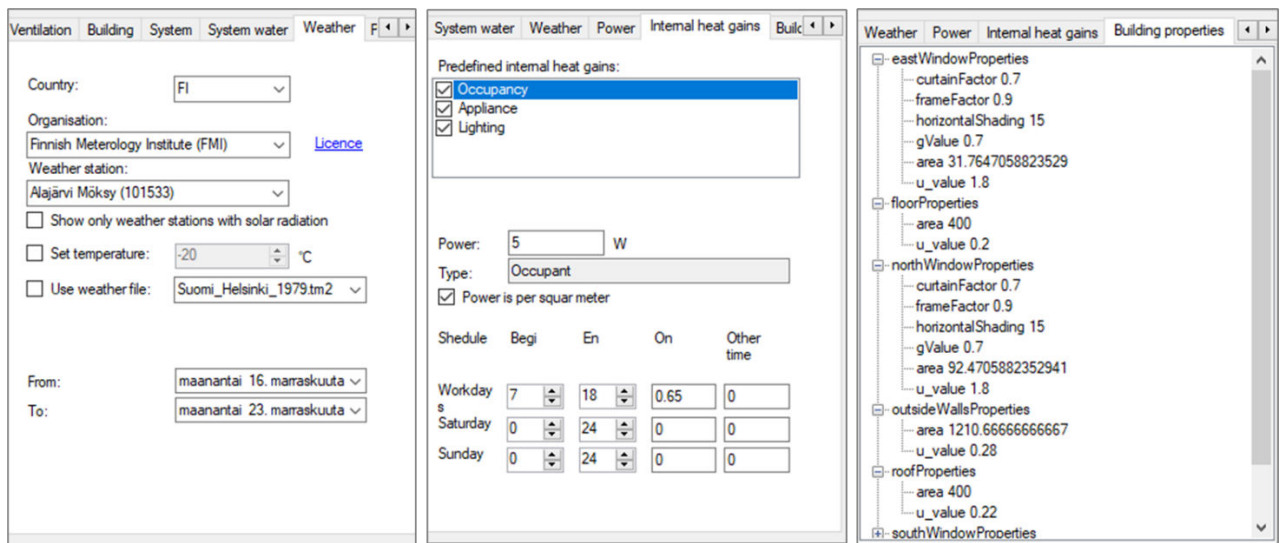 Ventilation Building System System water Weather F
Country: FI
Organisation:
Finnish Meterology Institute (FMI) Licence
Weather station:
Alajärvi Möksy (101533)
Show only weather stations with solar radiation
Set temperature: -20 °C
Use weather file: Suomi_Helsinki_1979.tm2
From: maanantai 16. marraskuuta
To: maanantai 23. marraskuuta
System water Weather Power Internal heat gains Builc
Predefined internal heat gains:
Occupancy
Appliance
Lighting
Power: 5 W
Type: Occupant
Power is per squar meter
Shedule Begi En On Other
time
Workday 7 18 0.65 0
s
Saturday 0 24 0 0
Sunday 0 24 0 0
Weather Power Internal heat gains Building properties
eastWindowProperties
curtainFactor 0.7
frameFactor 0.9
horizontalShading 15
gValue 0.7
area 31.7647058823529
u_value 1.8
floorProperties
area 400
u_value 0.2
northWindowProperties
curtainFactor 0.7
frameFactor 0.9
horizontalShading 15
gValue 0.7
area 92.4705882352941
u_value 1.8
outsideWallsProperties
area 1210.66666666667
u_value 0.28
roofProperties
area 400
u_value 0.22
southWindowProperties